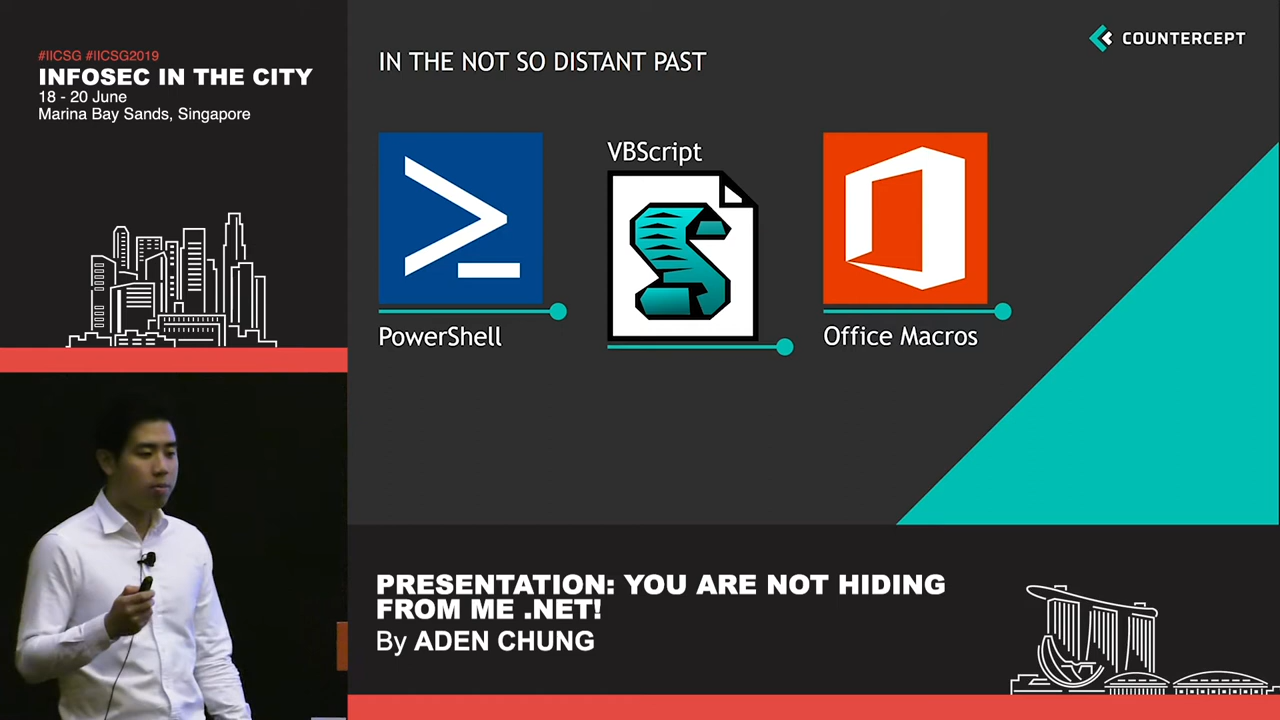 #IICSG #IICSG2019
INFOSEC IN THE CITY
18 - 20 June
Marina Bay Sands, Singapore
COUNTERCEPT
IN THE NOT SO DISTANT PAST
VBScript
PowerShell
Office Macros
PRESENTATION: YOU ARE NOT HIDING
FROM ME .NET!
By ADEN CHUNG